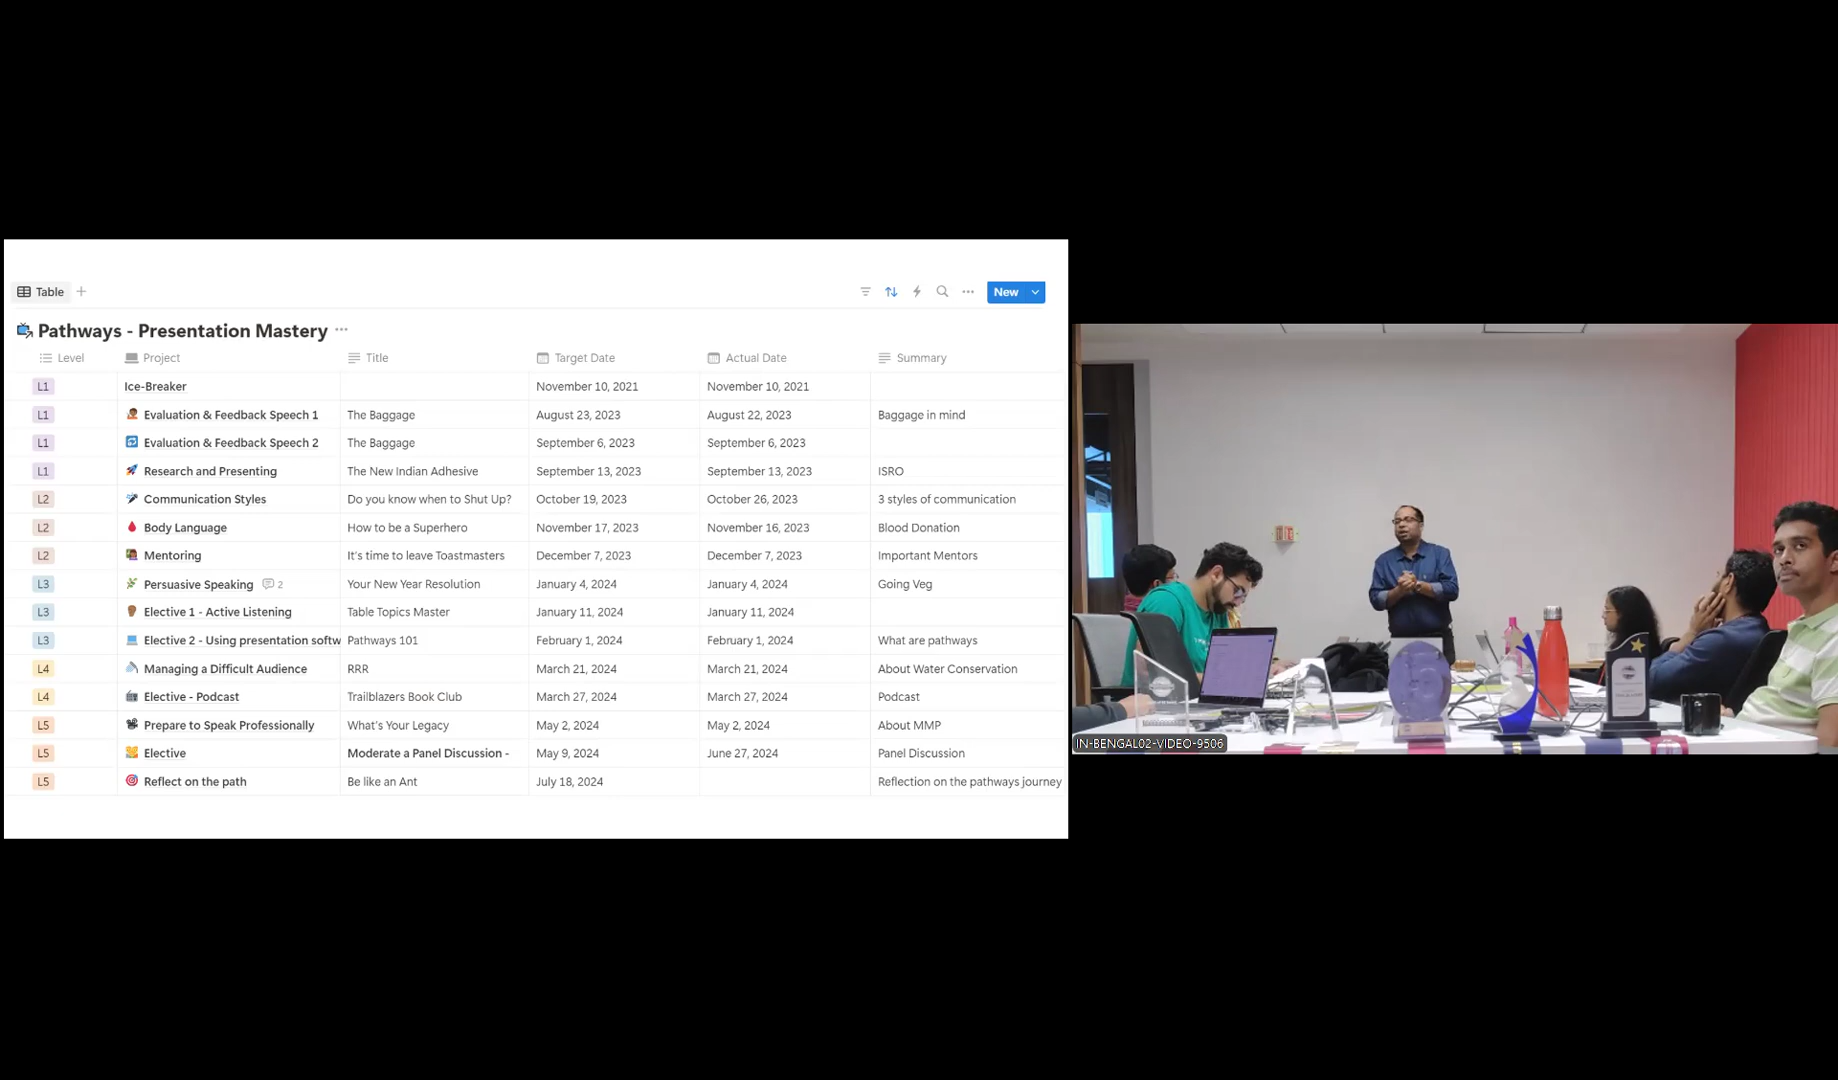 Table
New
Pathways - Presentation Mastery
Level Project Title Target Date Actual Date Summary
L1 Ice-Breaker November 10, 2021 November 10, 2021
L1 Evaluation & Feedback Speech 1 The Baggage August 23, 2023 August 22, 2023 Baggage in mind
L1 Evaluation & Feedback Speech 2 The Baggage September 6, 2023 September 6, 2023
L1 Research and Presenting The New Indian Adhesive September 13, 2023 September 13, 2023 ISRO
L2 Communication Styles Do you know when to Shut Up? October 19, 2023 October 26, 2023 3 styles of communication
L2 Body Language How to be a Superhero November 17, 2023 November 16, 2023 Blood Donation
L2 Mentoring It's time to leave Toastmasters December 7, 2023 December 7, 2023 Important Mentors
L3 Persuasive Speaking 2 Your New Year Resolution January 4, 2024 January 4, 2024 Going Veg
L3 Elective 1 - Active Listening Table Topics Master January 11, 2024 January 11, 2024
L3 Elective 2 - Using presentation softw Pathways 101 February 1, 2024 February 1, 2024 What are pathways
L4 Managing a Difficult Audience RRR March 21, 2024 March 21, 2024 About Water Conservation
L4 Elective - Podcast Trailblazers Book Club March 27, 2024 March 27, 2024 Podcast
L5 Prepare to Speak Professionally What's Your Legacy May 2, 2024 May 2, 2024 About MMP
L5 Elective Moderate a Panel Discussion - May 9, 2024 June 27, 2024 Panel Discussion
L5 Reflect on the path Be like an Ant July 18, 2024 Reflection on the pathways journey
IN-BENGAL02-VIDEO-9506